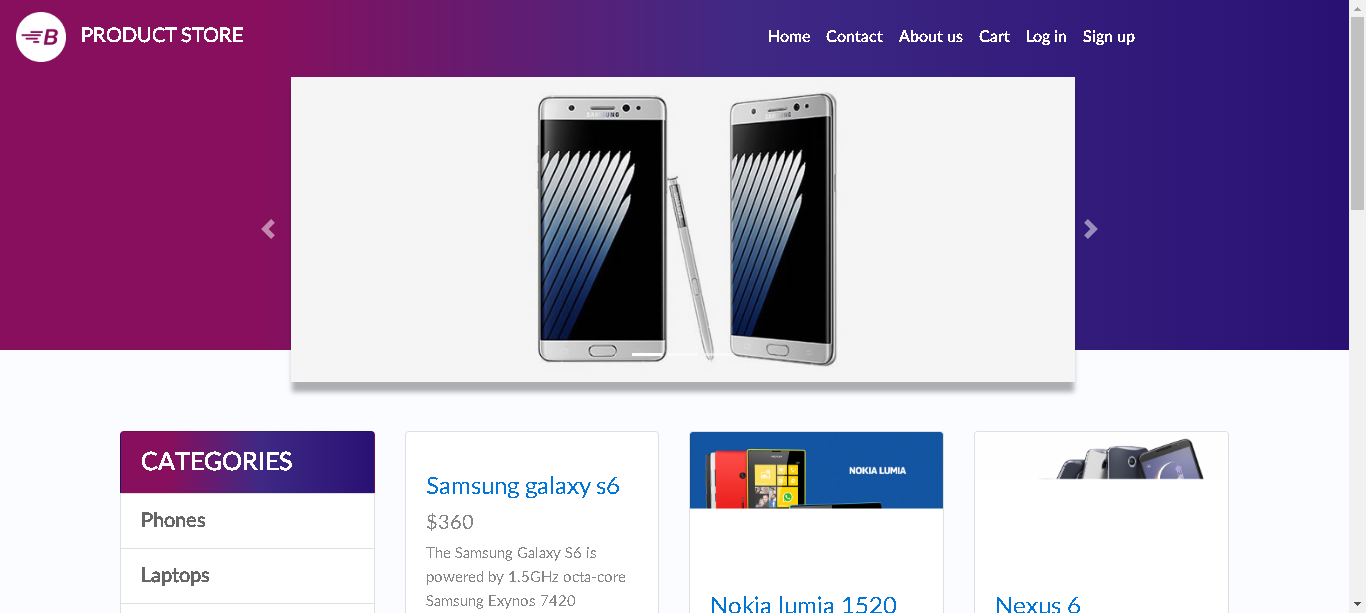 B PRODUCT STORE
Home Contact About us Cart Log in Sign up
SAMSUNG SAMSUNG
CATEGORIES
Phones
Laptops
Samsung galaxy s6
$360
The Samsung Galaxy S6 is
powered by 1.5GHz octa-core
Samsung Exynos 7420
NOKIA LUMIA
Nokia lumia 1520
Nexus 6